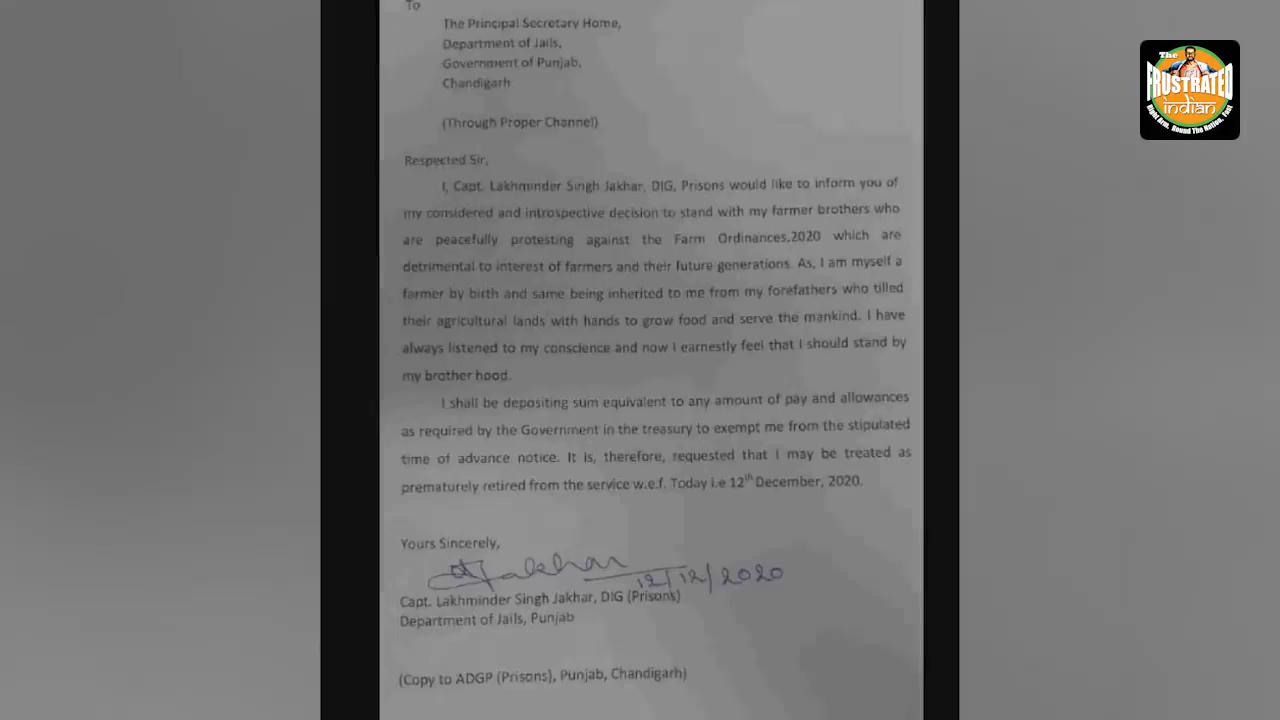 To
The Principal Secretary Home,
Department of Jails,
Government of Punjab,
Chandigarh
(Through Proper Channel)
Respected Sir,
I, Capt. Lakhminder Singh Jakhar, DIG, Prisons would like to inform you of
my considered and introspective decision to stand with my farmer brothers who
are peacefully protesting against the Farm Ordinances,2020 which are
detrimental to interest of farmers and their future generations. As, I am myself a
farmer by birth and same being inherited to me from my forefathers who tilled
their agricultural lands with hands to grow food and serve the mankind. I have
always listened to my conscience and now I earnestly feel that I should stand by
my brother hood.
I shall be depositing sum equivalent to any amount of pay and allowances
as required by the Government in the treasury to exempt me from the stipulated
time of advance notice. It is, therefore, requested that I may be treated as
prematurely retired from the service w.e.f. Today i.e 12th December, 2020.
Yours Sincerely,
Jakhar
12/12/2020
Capt. Lakhminder Singh Jakhar, DIG (Prisons)
Department of Jails, Punjab
(Copy to ADGP (Prisons), Punjab, Chandigarh)
The
FRUSTRATED
इndian
Right Arm, Round The Nation, Fast